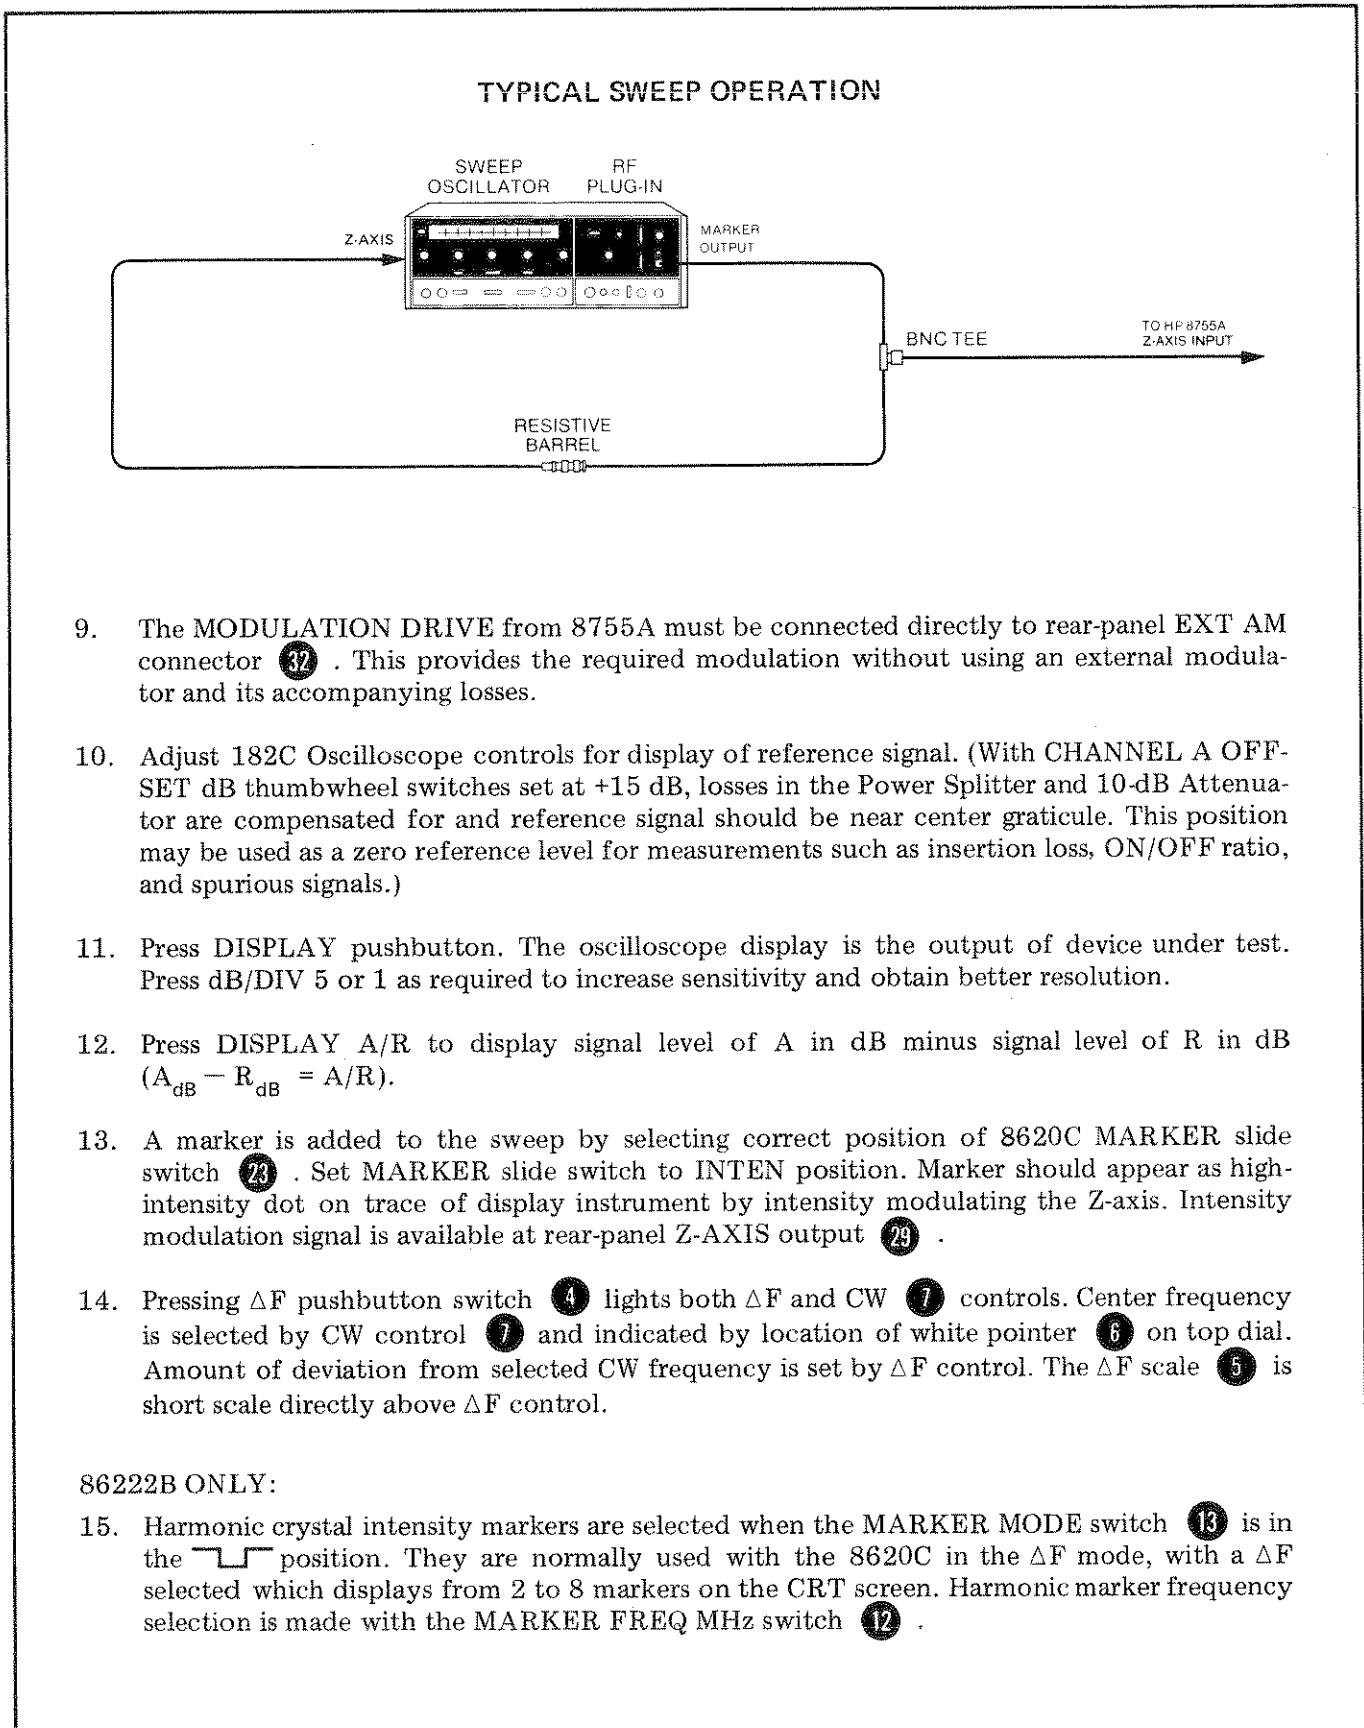 TYPICAL SWEEP OPERATION
SWEEP OSCILLATOR
RF PLUG-IN
Z-AXIS
MARKER OUTPUT
BNC TEE
TO HP 8755A Z-AXIS INPUT
RESISTIVE BARREL
9. The MODULATION DRIVE from 8755A must be connected directly to rear-panel EXT AM
connector 32 . This provides the required modulation without using an external modula-
tor and its accompanying losses.
10. Adjust 182C Oscilloscope controls for display of reference signal. (With CHANNEL A OFF-
SET dB thumbwheel switches set at +15 dB, losses in the Power Splitter and 10-dB Attenua-
tor are compensated for and reference signal should be near center graticule. This position
may be used as a zero reference level for measurements such as insertion loss, ON/OFF ratio,
and spurious signals.)
11. Press DISPLAY pushbutton. The oscilloscope display is the output of device under test.
Press dB/DIV 5 or 1 as required to increase sensitivity and obtain better resolution.
12. Press DISPLAY A/R to display signal level of A in dB minus signal level of R in dB
(AdB — RdB = A/R).
13. A marker is added to the sweep by selecting correct position of 8620C MARKER slide
switch 23 . Set MARKER slide switch to INTEN position. Marker should appear as high-
intensity dot on trace of display instrument by intensity modulating the Z-axis. Intensity
modulation signal is available at rear-panel Z-AXIS output 29 .
14. Pressing △F pushbutton switch 4 lights both △F and CW 7 controls. Center frequency
is selected by CW control 7 and indicated by location of white pointer 6 on top dial.
Amount of deviation from selected CW frequency is set by △F control. The △F scale 5 is
short scale directly above △F control.
86222B ONLY:
15. Harmonic crystal intensity markers are selected when the MARKER MODE switch 13 is in
the position. They are normally used with the 8620C in the △F mode, with a △F
selected which displays from 2 to 8 markers on the CRT screen. Harmonic marker frequency
selection is made with the MARKER FREQ MHz switch 12 .